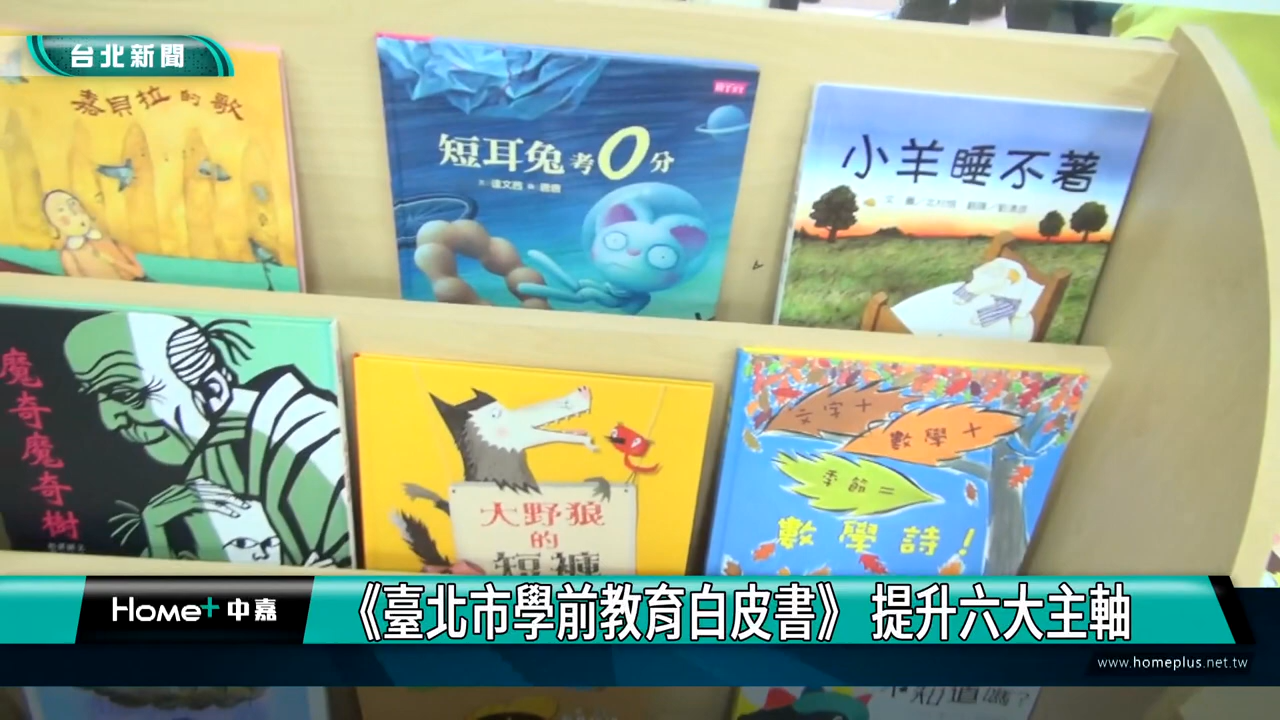 台北新聞
喜貝拉的歌
短耳兔考0分
小羊睡不著
魔奇魔奇樹
大野狼
的
短褲
文字+
數學+
季節=
數學詩!
Home+中嘉
《臺北市學前教育白皮書》 提升六大主軸
www.homeplus.net.tw